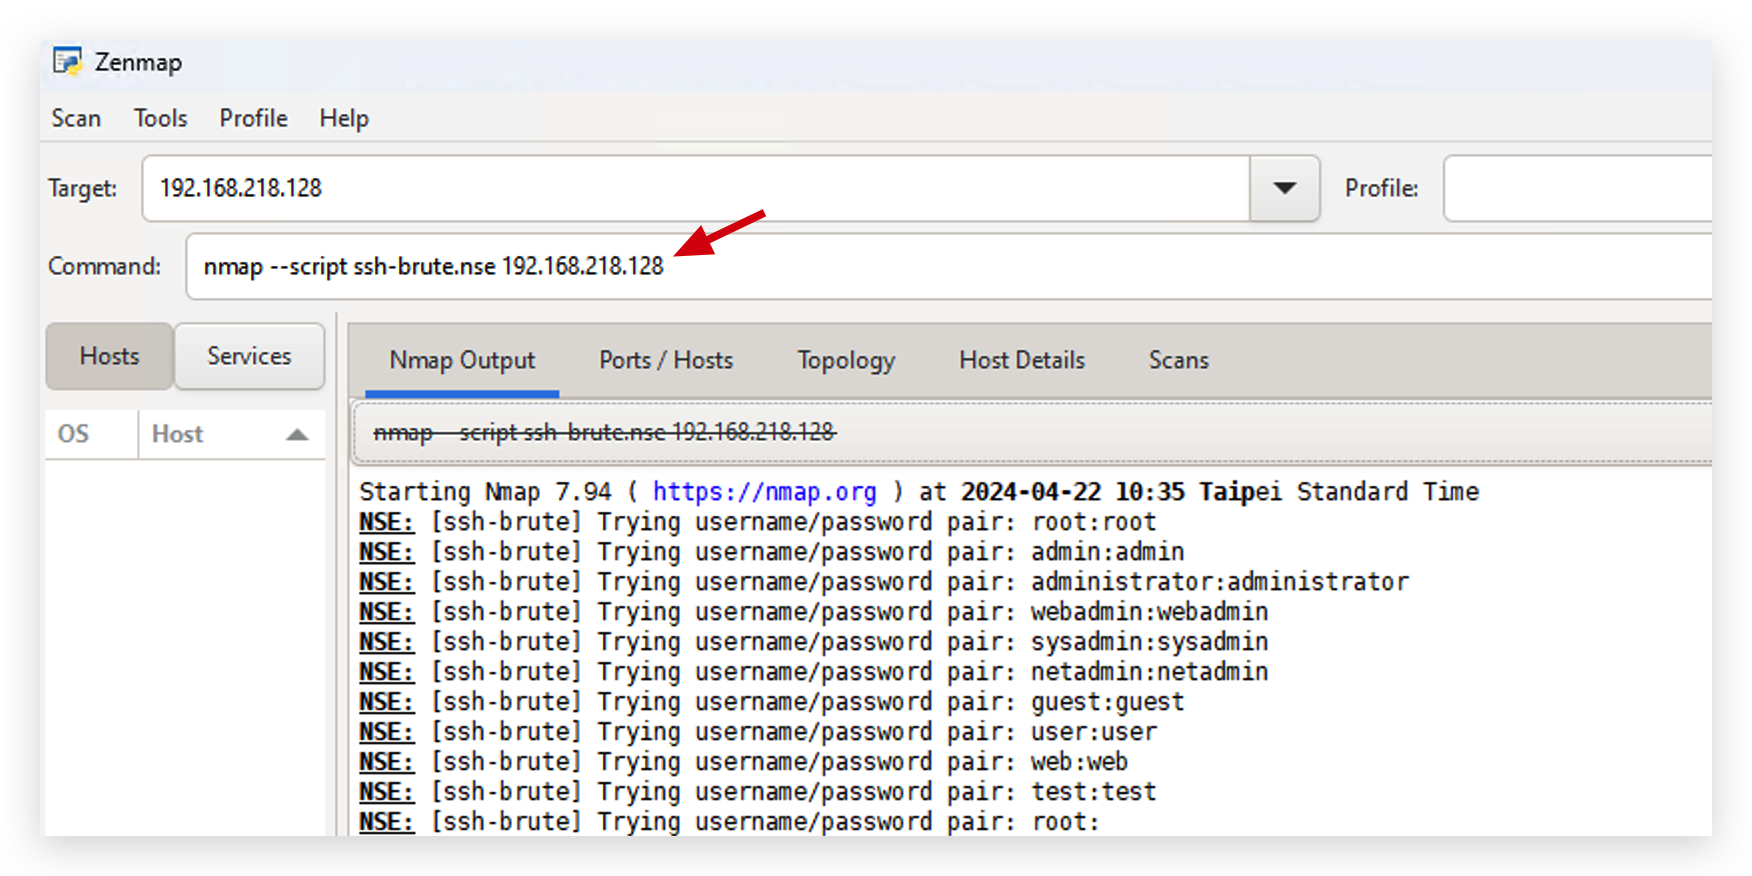 Zenmap
Scan Tools Profile Help
Target: 192.168.218.128 Profile:
Command: nmap --script ssh-brute.nse 192.168.218.128
Hosts Services Nmap Output Ports / Hosts Topology Host Details Scans
OS Host
nmap --script ssh-brute.nse 192.168.218.128
Starting Nmap 7.94 ( https://nmap.org ) at 2024-04-22 10:35 Taipei Standard Time
NSE: [ssh-brute] Trying username/password pair: root:root
NSE: [ssh-brute] Trying username/password pair: admin:admin
NSE: [ssh-brute] Trying username/password pair: administrator:administrator
NSE: [ssh-brute] Trying username/password pair: webadmin:webadmin
NSE: [ssh-brute] Trying username/password pair: sysadmin:sysadmin
NSE: [ssh-brute] Trying username/password pair: netadmin:netadmin
NSE: [ssh-brute] Trying username/password pair: guest:guest
NSE: [ssh-brute] Trying username/password pair: user:user
NSE: [ssh-brute] Trying username/password pair: web:web
NSE: [ssh-brute] Trying username/password pair: test:test
NSE: [ssh-brute] Trying username/password pair: root: